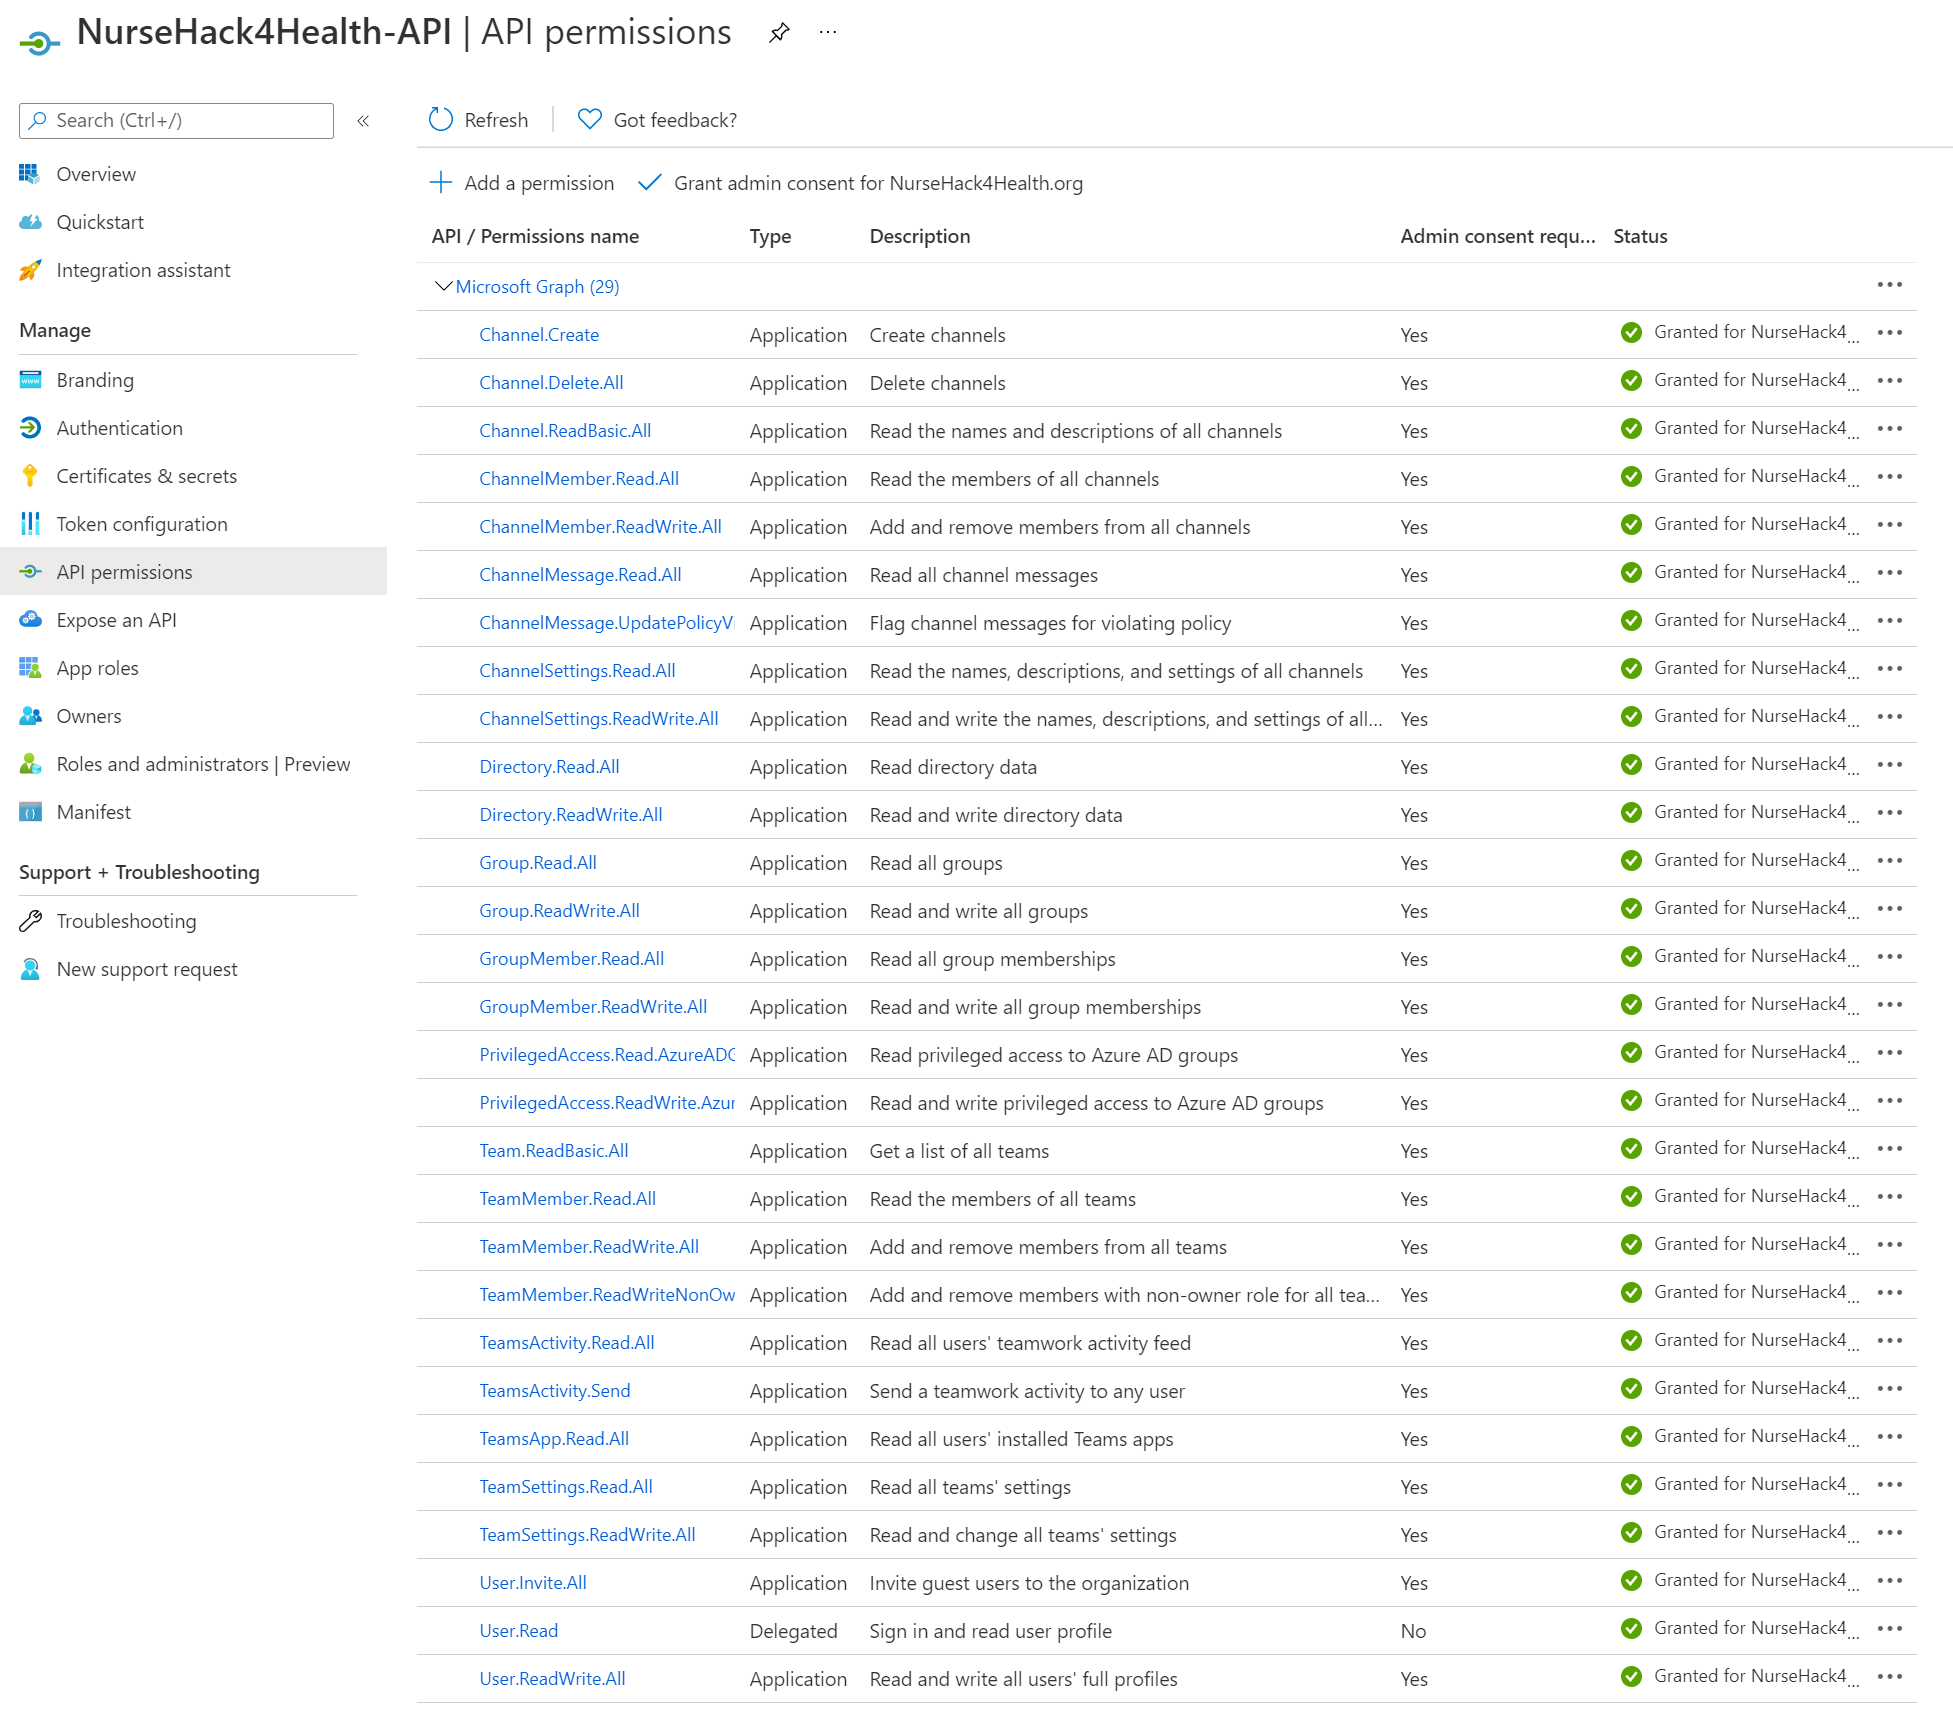 NurseHack4Health-API | API permissions ...
Search (Ctrl+/) «
Overview
Quickstart
Integration assistant
Manage
Branding
Authentication
Certificates & secrets
Token configuration
API permissions
Expose an API
App roles
Owners
Roles and administrators | Preview
Manifest
Support + Troubleshooting
Troubleshooting
New support request
Refresh | Got feedback?
Add a permission Grant admin consent for NurseHack4Health.org
API / Permissions name Type Description Admin consent requ... Status
Microsoft Graph (29) ...
Channel.Create Application Create channels Yes Granted for NurseHack4... ...
Channel.Delete.All Application Delete channels Yes Granted for NurseHack4... ...
Channel.ReadBasic.All Application Read the names and descriptions of all channels Yes Granted for NurseHack4... ...
ChannelMember.Read.All Application Read the members of all channels Yes Granted for NurseHack4... ...
ChannelMember.ReadWrite.All Application Add and remove members from all channels Yes Granted for NurseHack4... ...
ChannelMessage.Read.All Application Read all channel messages Yes Granted for NurseHack4... ...
ChannelMessage.UpdatePolicyVi Application Flag channel messages for violating policy Yes Granted for NurseHack4... ...
ChannelSettings.Read.All Application Read the names, descriptions, and settings of all channels Yes Granted for NurseHack4... ...
ChannelSettings.ReadWrite.All Application Read and write the names, descriptions, and settings of all... Yes Granted for NurseHack4... ...
Directory.Read.All Application Read directory data Yes Granted for NurseHack4... ...
Directory.ReadWrite.All Application Read and write directory data Yes Granted for NurseHack4... ...
Group.Read.All Application Read all groups Yes Granted for NurseHack4... ...
Group.ReadWrite.All Application Read and write all groups Yes Granted for NurseHack4... ...
GroupMember.Read.All Application Read all group memberships Yes Granted for NurseHack4... ...
GroupMember.ReadWrite.All Application Read and write all group memberships Yes Granted for NurseHack4... ...
PrivilegedAccess.Read.AzureADG Application Read privileged access to Azure AD groups Yes Granted for NurseHack4... ...
PrivilegedAccess.ReadWrite.Azur Application Read and write privileged access to Azure AD groups Yes Granted for NurseHack4... ...
Team.ReadBasic.All Application Get a list of all teams Yes Granted for NurseHack4... ...
TeamMember.Read.All Application Read the members of all teams Yes Granted for NurseHack4... ...
TeamMember.ReadWrite.All Application Add and remove members from all teams Yes Granted for NurseHack4... ...
TeamMember.ReadWriteNonOw Application Add and remove members with non-owner role for all tea... Yes Granted for NurseHack4... ...
TeamsActivity.Read.All Application Read all users' teamwork activity feed Yes Granted for NurseHack4... ...
TeamsActivity.Send Application Send a teamwork activity to any user Yes Granted for NurseHack4... ...
TeamsApp.Read.All Application Read all users' installed Teams apps Yes Granted for NurseHack4... ...
TeamSettings.Read.All Application Read all teams' settings Yes Granted for NurseHack4... ...
TeamSettings.ReadWrite.All Application Read and change all teams' settings Yes Granted for NurseHack4... ...
User.Invite.All Application Invite guest users to the organization Yes Granted for NurseHack4... ...
User.Read Delegated Sign in and read user profile No Granted for NurseHack4... ...
User.ReadWrite.All Application Read and write all users' full profiles Yes Granted for NurseHack4... ...